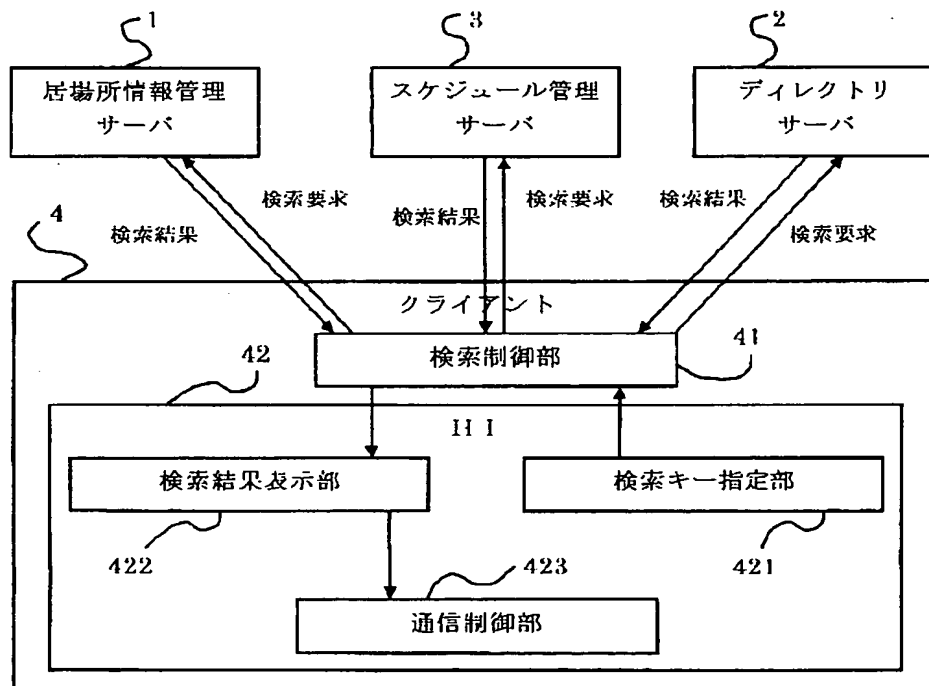 1
3
2
居場所情報管理
サーバ
スケジュール管理
サーバ
ディレクトリ
サーバ
検索要求
検索結果
検索結果
検索要求
検索結果
検索要求
4
クライアント
検索制御部
41
42
HI
検索結果表示部
検索キー指定部
422
421
423
通信制御部